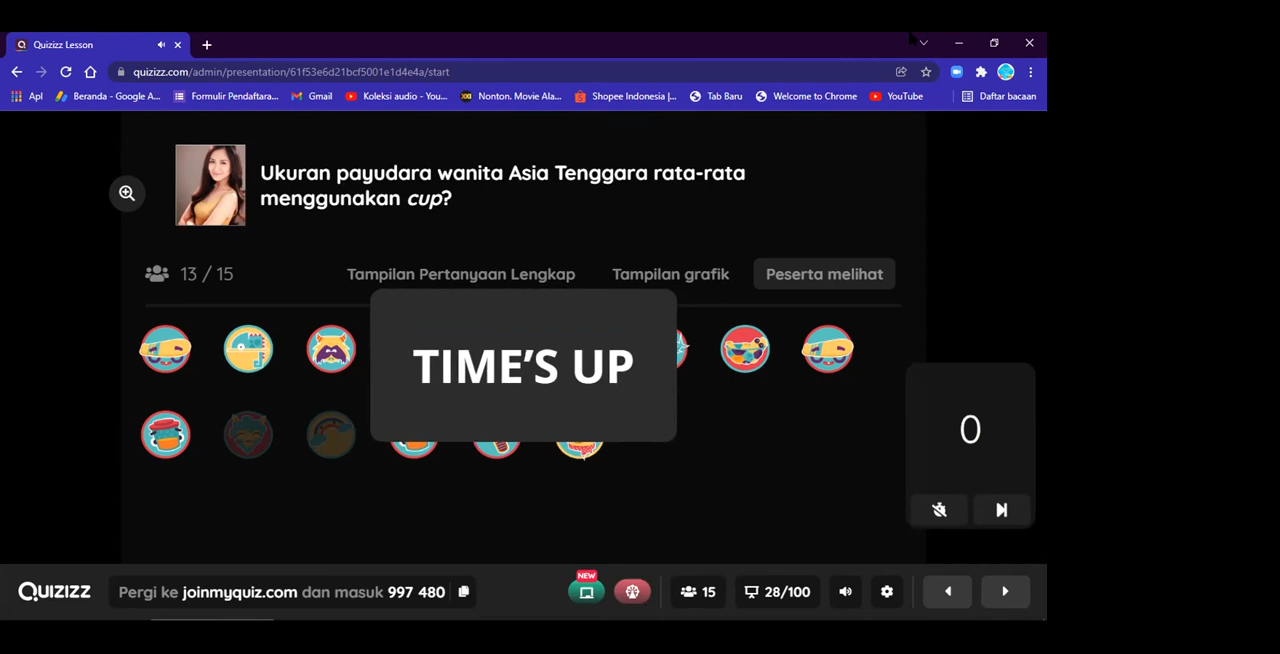 Quizizz Lesson
quizizz.com/admin/presentation/61f53e6d21bcf5001e1d4e4a/start
Apl Beranda - Google A... Formulir Pendaftara... Gmail Koleksi audio - You... Nonton. Movie Ala... Shopee Indonesia |... Tab Baru Welcome to Chrome YouTube Daftar bacaan
Ukuran payudara wanita Asia Tenggara rata-rata
menggunakan cup?
13 / 15 Tampilan Pertanyaan Lengkap Tampilan grafik Peserta melihat
TIME'S UP
0
NEW
QUIZIZZ Pergi ke joinmyquiz.com dan masuk 997 480 15 28/100